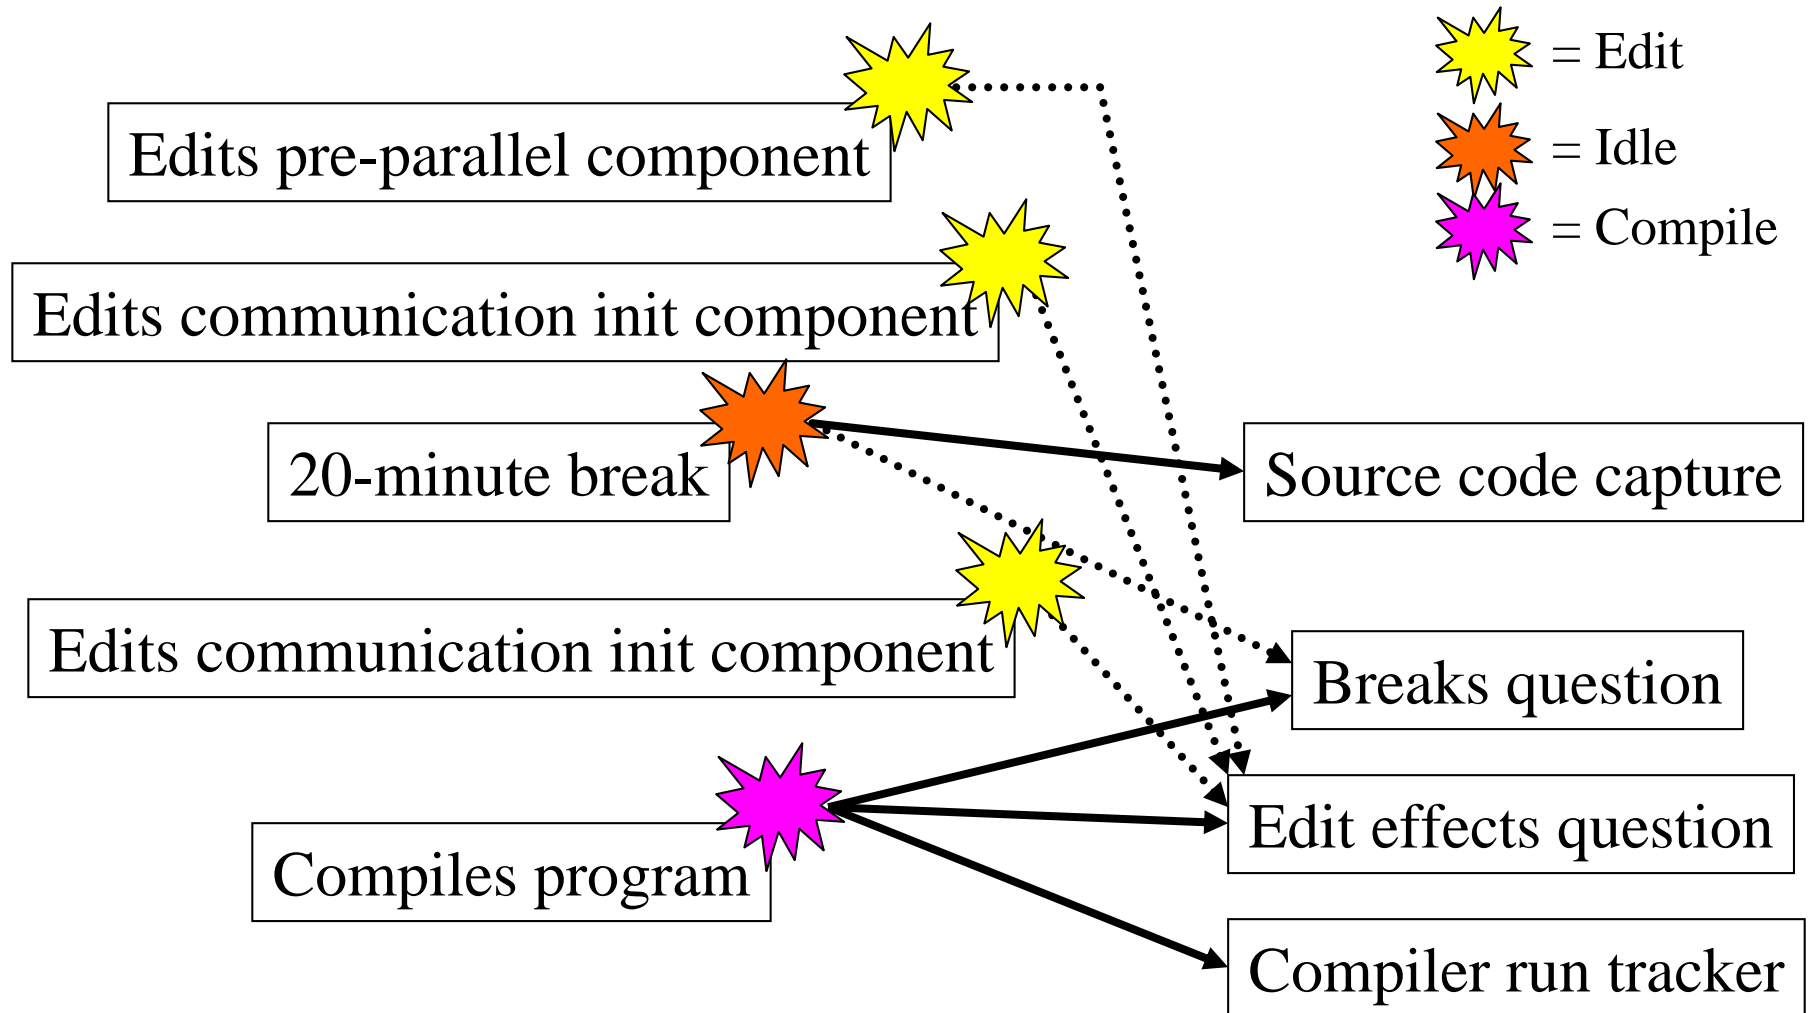 = Edit
Edits pre-parallel component
= Idle
= Compile
Edits communication init component
20-minute break
Source code capture
Edits communication init component
Breaks question
Edit effects question
Compiles program
Compiler run tracker